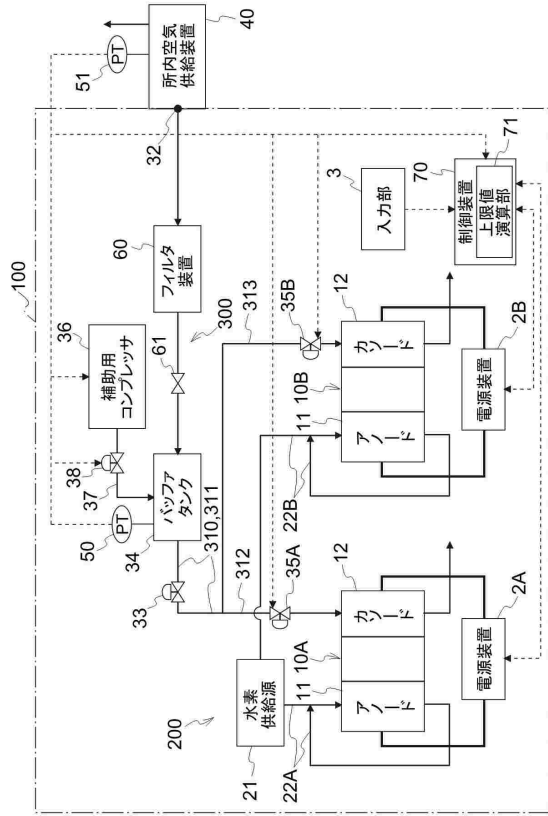 100
36
補助用
コンプレッサ
38
37
50
PT
34
バッファ
タンク
33
310,311
61
300
60
フィルタ
装置
32
51
PT
所内空気
供給装置
40
313
312
200
水素
供給源
21
22A
35A
11
10A
12
アノード
カソード
電源装置
2A
22B
35B
11
10B
12
アノード
カソード
電源装置
2B
3
入力部
70
制御装置
71
上限値
演算部